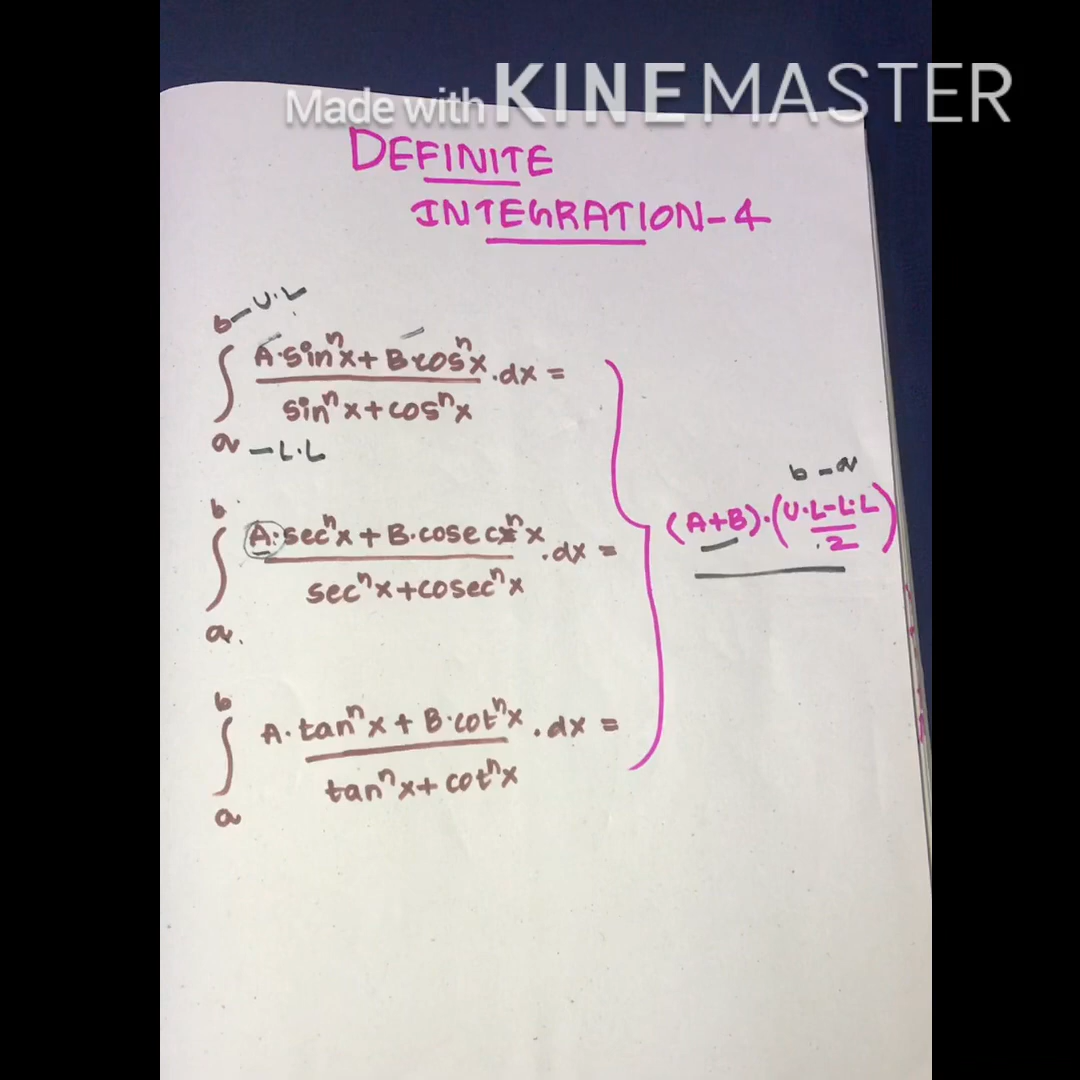 Made with KINEMASTER
DEFINITE
INTEGRATION-4
b-U.L
∫ A·sinⁿx+B·cosⁿx .dx =
sinⁿx+cosⁿx
a -L.L
b
∫ A·secⁿx+B·cosecⁿx .dx =
secⁿx+cosecⁿx
a.
b-a
(A+B)·(U.L-L.L
2)
b
∫ A·tanⁿx+B·cotⁿx .dx =
tanⁿx+cotⁿx
a